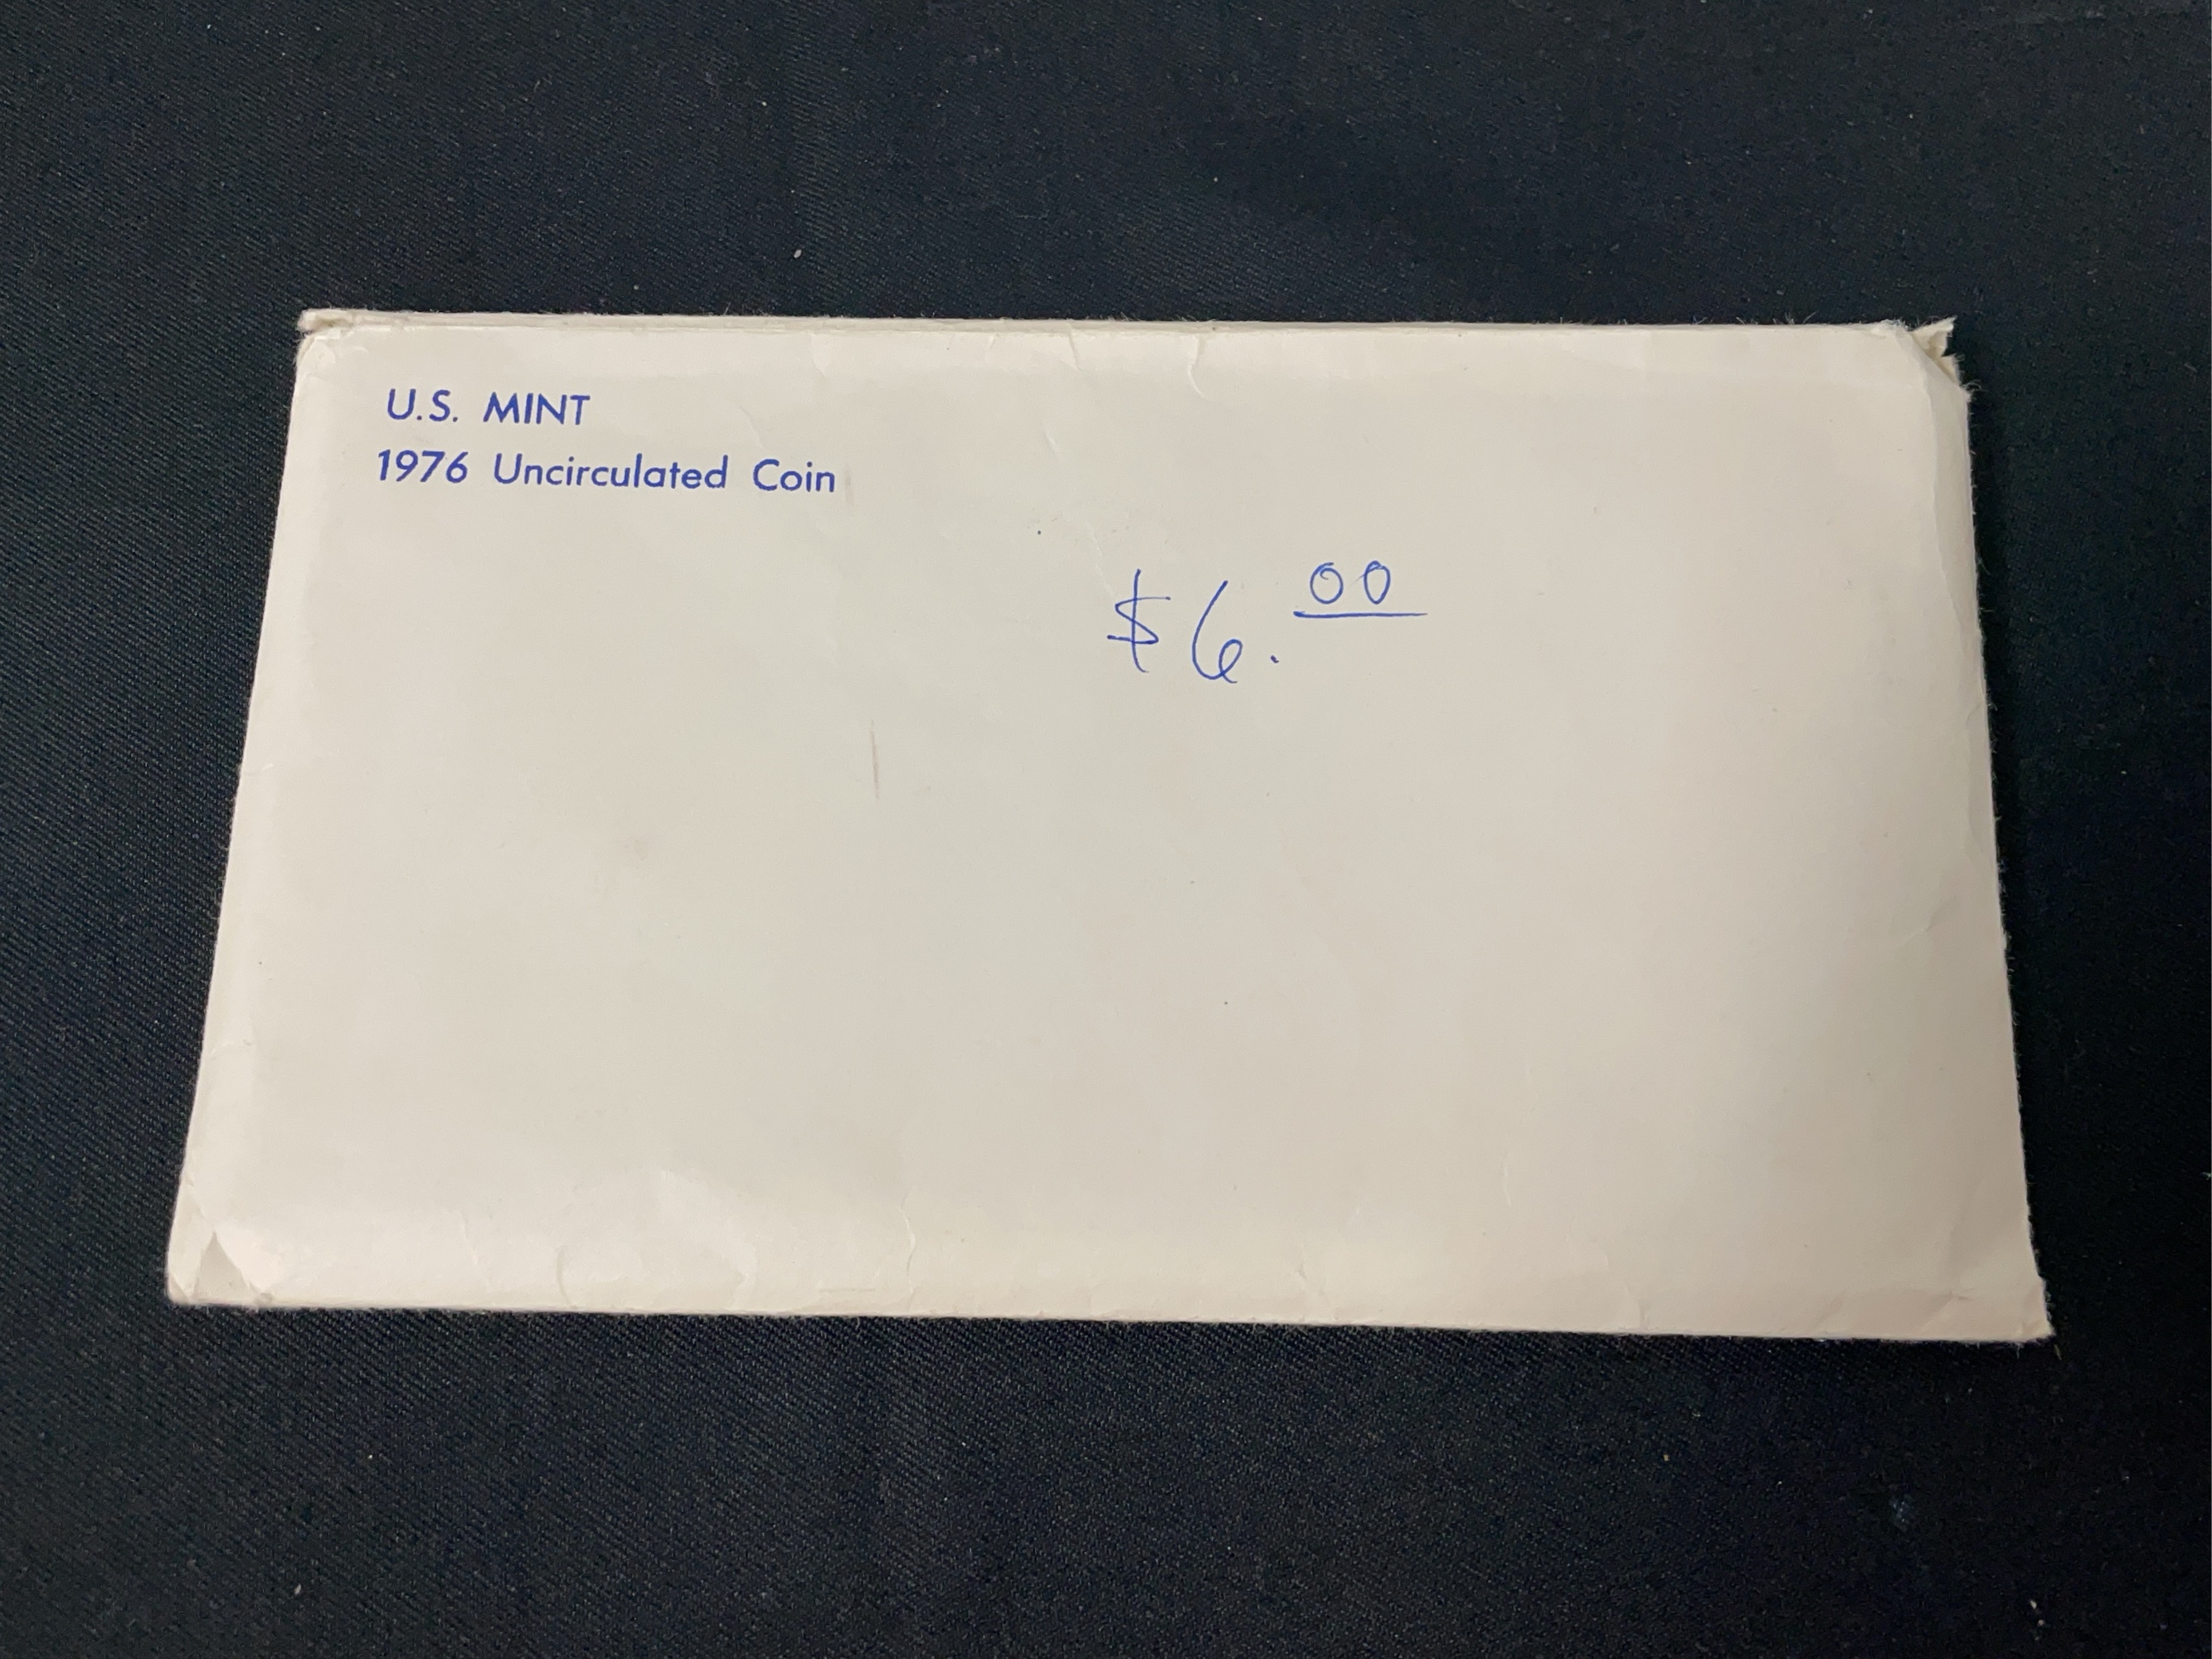 U.S. MINT
1976 Uncirculated Coin
$6.00